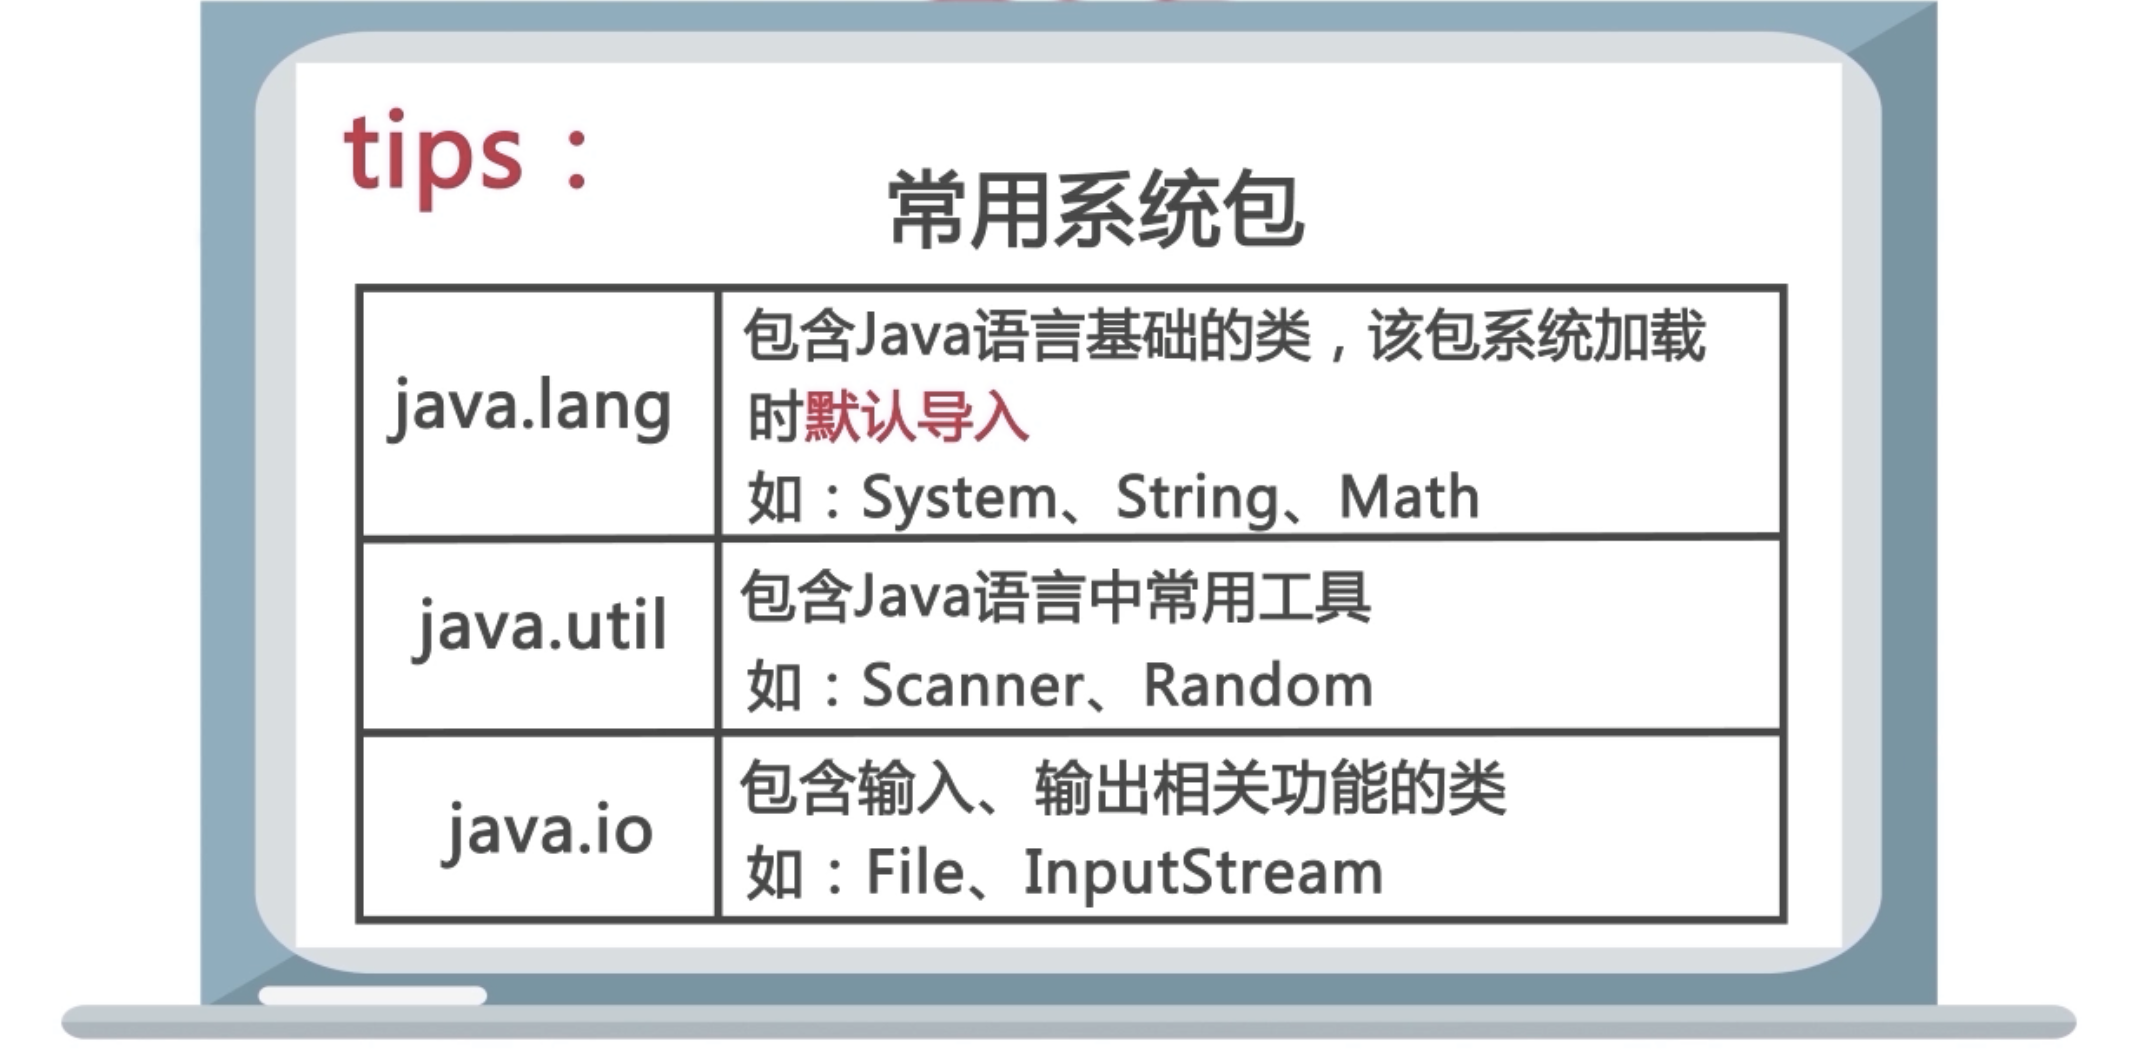 tips：
常用系统包
java.lang
包含Java语言基础的类，该包系统加载
时默认导入
如：System、String、Math
java.util
包含Java语言中常用工具
如：Scanner、Random
java.io
包含输入、输出相关功能的类
如：File、InputStream